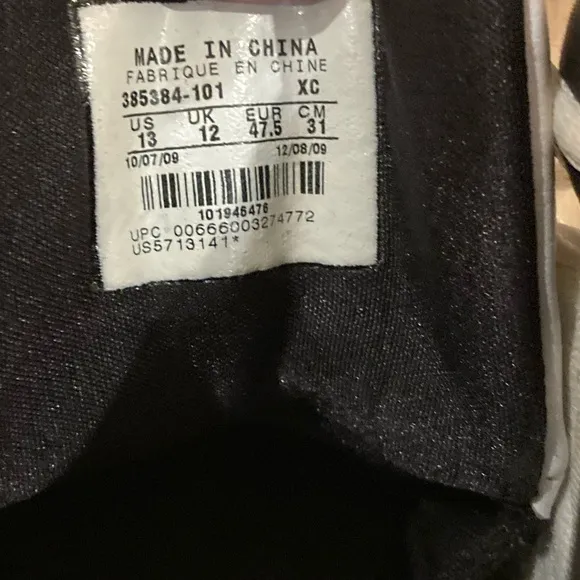 MADE IN CHINA
FABRIQUE EN CHINE
385384-101 XC
US UK EUR CM
13 12 47.5 31
10/07/09 12/08/09
101946476
UPC 00666003274772
US5713141*